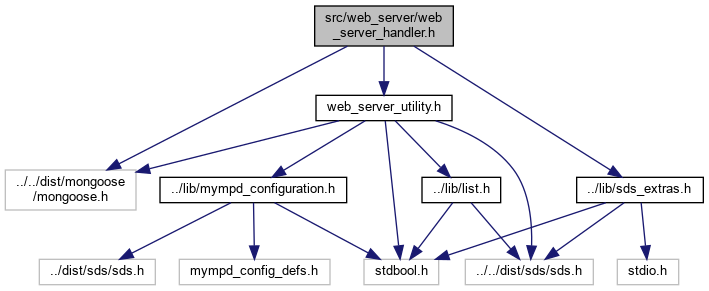 src/web_server/web
_server_handler.h
web_server_utility.h
../../dist/mongoose
/mongoose.h
../lib/mympd_configuration.h
../lib/list.h
../lib/sds_extras.h
../dist/sds/sds.h
mympd_config_defs.h
stdbool.h
../../dist/sds/sds.h
stdio.h